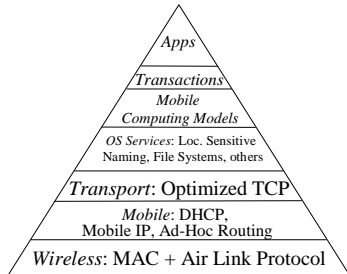 Apps
Transactions
Mobile
Computing Models
OS Services: Loc. Sensitive
Naming, File Systems, others
Transport: Optimized TCP
Mobile: DHCP,
Mobile IP, Ad-Hoc Routing
Wireless: MAC + Air Link Protocol